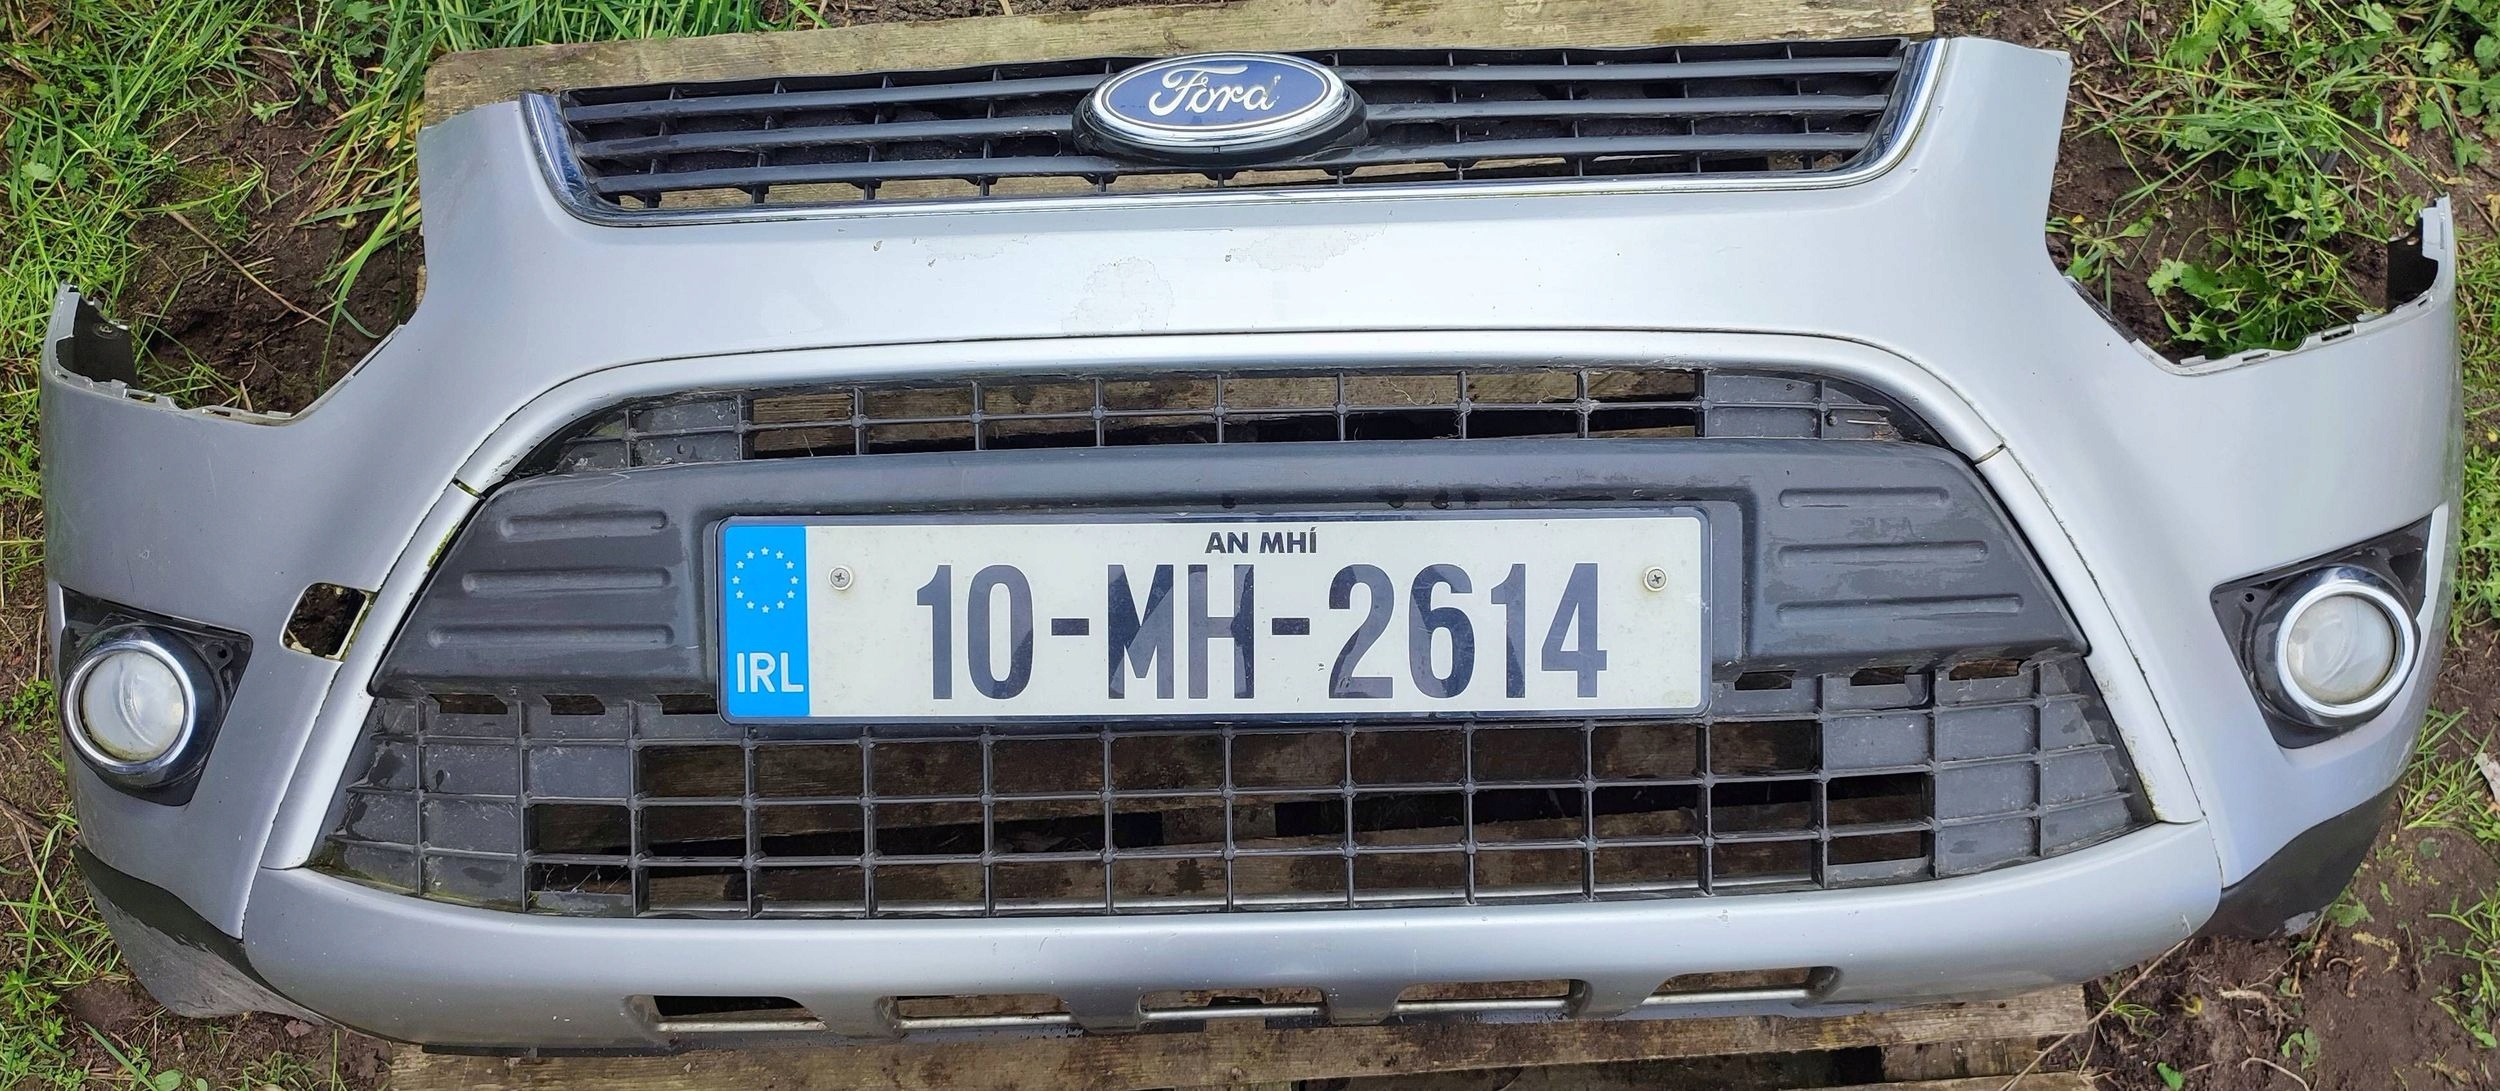 Ford
AN MHÍ
IRL
10-MH-2614